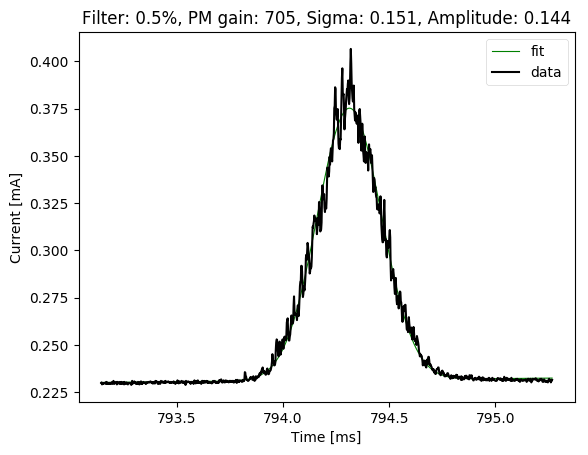 Filter: 0.5%, PM gain: 705, Sigma: 0.151, Amplitude: 0.144
fit
data
0.400
0.375
0.350
0.325
0.300
0.275
0.250
0.225
Current [mA]
793.5 794.0 794.5 795.0
Time [ms]